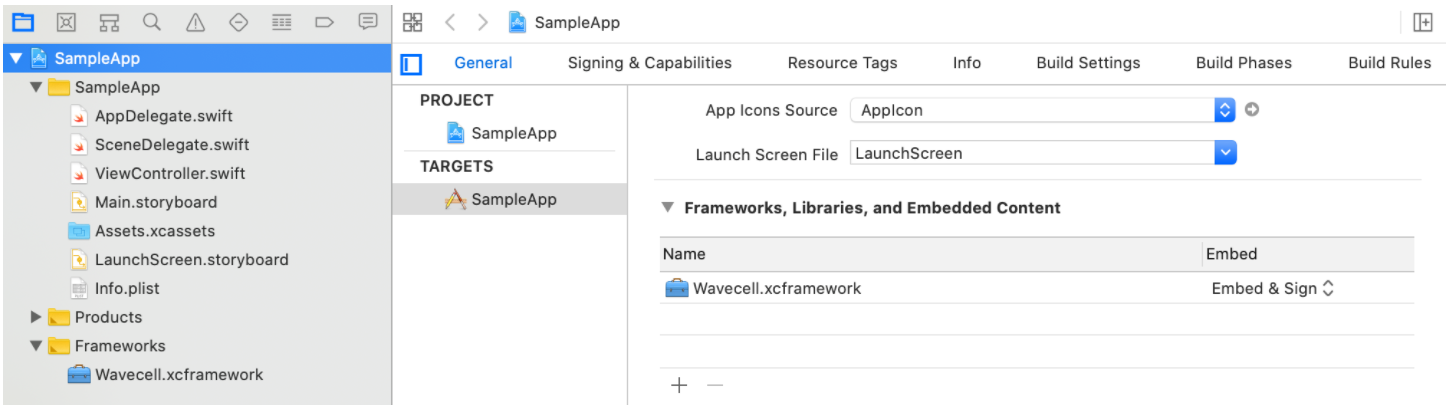 SampleApp
SampleApp
General Signing & Capabilities Resource Tags Info Build Settings Build Phases Build Rules
SampleApp
AppDelegate.swift
SceneDelegate.swift
ViewController.swift
Main.storyboard
Assets.xcassets
LaunchScreen.storyboard
Info.plist
Products
Frameworks
Wavecell.xcframework
PROJECT
SampleApp
TARGETS
SampleApp
App Icons Source AppIcon
Launch Screen File LaunchScreen
Frameworks, Libraries, and Embedded Content
Name Embed
Wavecell.xcframework Embed & Sign